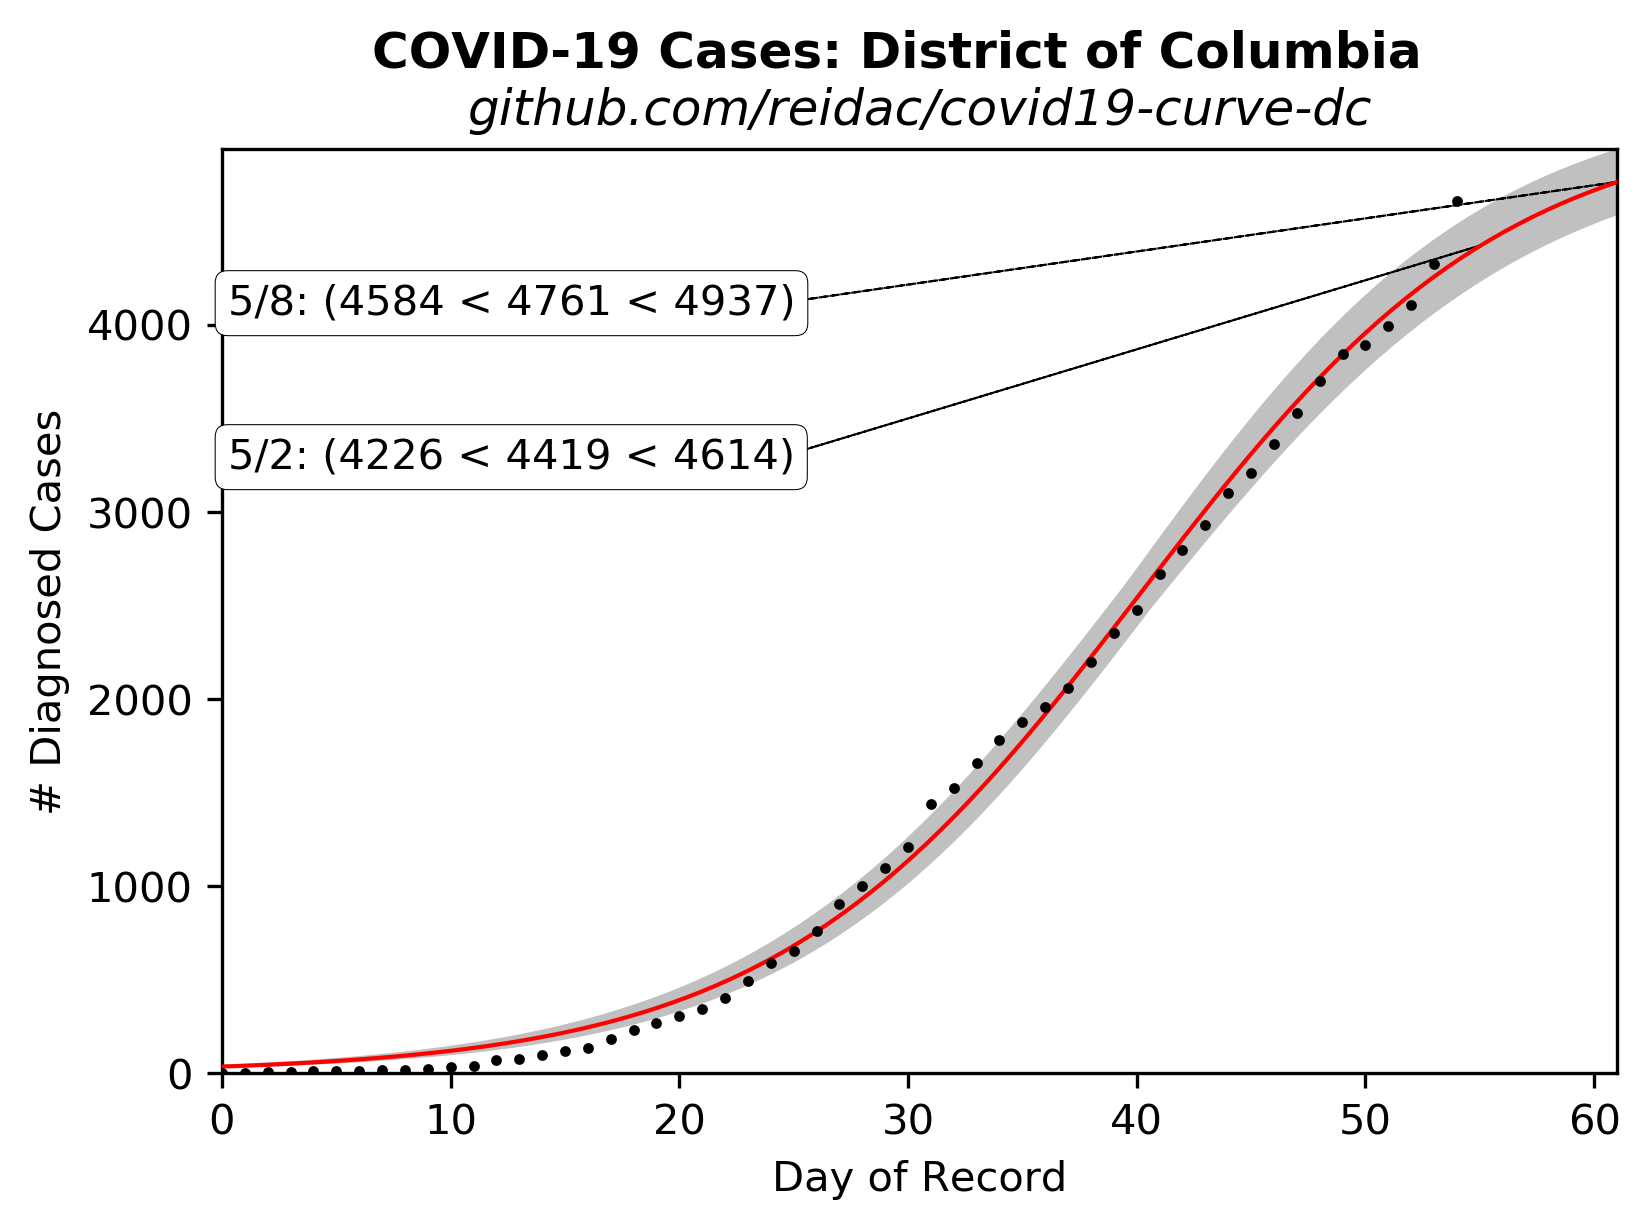 COVID-19 Cases: District of Columbia
github.com/reidac/covid19-curve-dc
# Diagnosed Cases
4000
3000
2000
1000
0
5/8: (4584 < 4761 < 4937)
5/2: (4226 < 4419 < 4614)
0 10 20 30 40 50 60
Day of Record